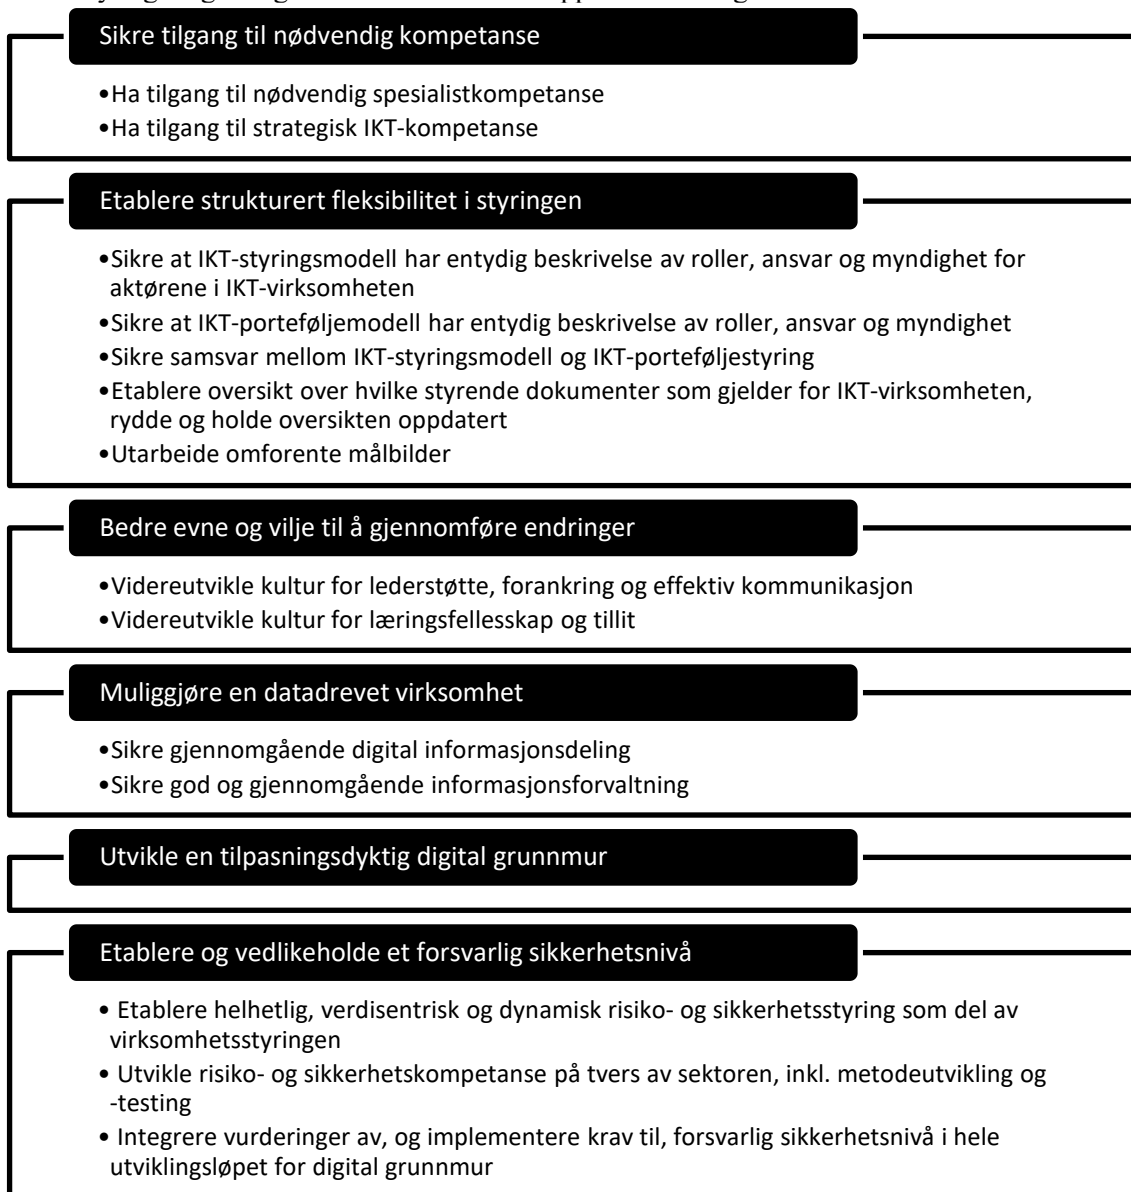 Sikre tilgang til nødvendig kompetanse
•Ha tilgang til nødvendig spesialistkompetanse
•Ha tilgang til strategisk IKT-kompetanse
Etablere strukturert fleksibilitet i styringen
•Sikre at IKT-styringsmodell har entydig beskrivelse av roller, ansvar og myndighet for
aktørene i IKT-virksomheten
•Sikre at IKT-porteføljemodell har entydig beskrivelse av roller, ansvar og myndighet
•Sikre samsvar mellom IKT-styringsmodell og IKT-porteføljestyring
•Etablere oversikt over hvilke styrende dokumenter som gjelder for IKT-virksomheten,
rydde og holde oversikten oppdatert
•Utarbeide omforente målbilder
Bedre evne og vilje til å gjennomføre endringer
•Videreutvikle kultur for lederstøtte, forankring og effektiv kommunikasjon
•Videreutvikle kultur for læringsfellesskap og tillit
Muliggjøre en datadrevet virksomhet
•Sikre gjennomgående digital informasjonsdeling
•Sikre god og gjennomgående informasjonsforvaltning
Utvikle en tilpasningsdyktig digital grunnmur
Etablere og vedlikeholde et forsvarlig sikkerhetsnivå
• Etablere helhetlig, verdisentrisk og dynamisk risiko- og sikkerhetsstyring som del av
virksomhetsstyringen
• Utvikle risiko- og sikkerhetskompetanse på tvers av sektoren, inkl. metodeutvikling og
-testing
• Integrere vurderinger av, og implementere krav til, forsvarlig sikkerhetsnivå i hele
utviklingsløpet for digital grunnmur